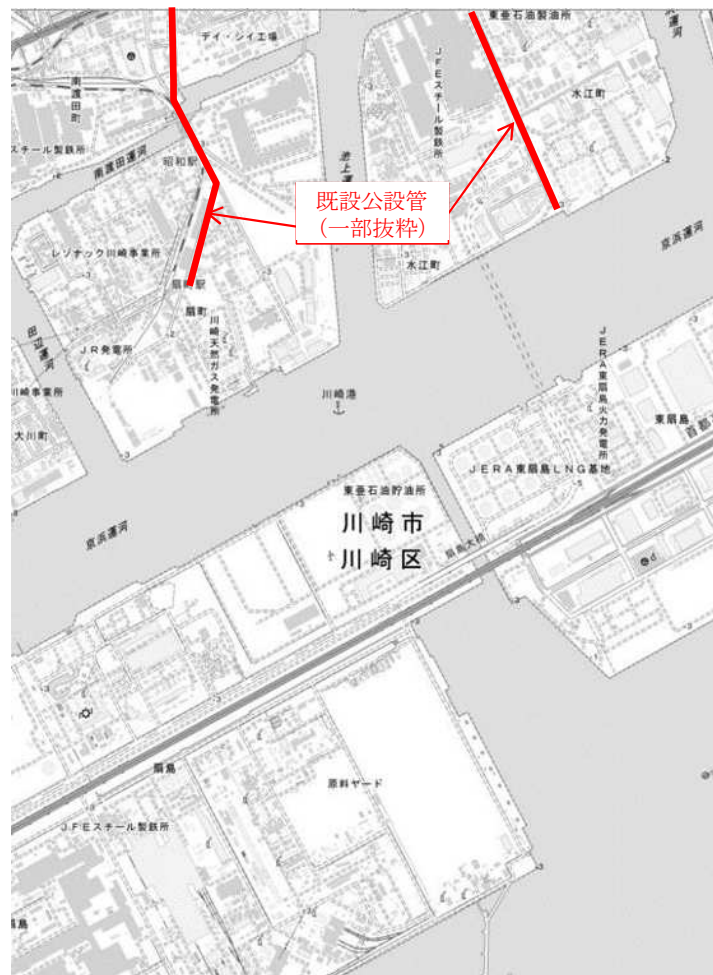 東亜石油製油所
デイ・シイ工場
運河
南渡田町
JFEスチール製鉄所
水江町
スチール製鉄所
南渡田運河
昭和駅
池上運
既設公設管
(一部抜粋)
京浜運河
レゾナック川崎事業所
水江町
扇町駅
扇町
田辺運河
JR発電所
川崎天然ガス発電所
JERA東扇島火力発電所
川崎事業所
川崎港
大川町
東扇島
首都
JERA東扇島LNG基地
東亜石油貯油所
川崎市
京浜運河
川崎区
扇島大橋
扇島
原料ヤード
JFEスチール製鉄所
扇島